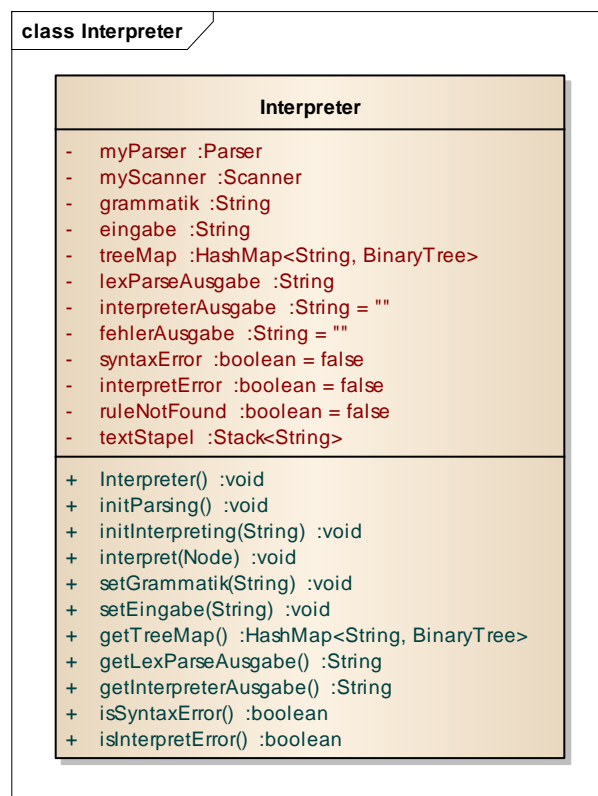 class Interpreter
Interpreter
- myParser :Parser
- myScanner :Scanner
- grammatik :String
- eingabe :String
- treeMap :HashMap<String, BinaryTree>
- lexParseAusgabe :String
- interpreterAusgabe :String = ""
- fehlerAusgabe :String = ""
- syntaxError :boolean = false
- interpretError :boolean = false
- ruleNotFound :boolean = false
- textStapel :Stack<String>
+ Interpreter() :void
+ initParsing() :void
+ initInterpreting(String) :void
+ interpret(Node) :void
+ setGrammatik(String) :void
+ setEingabe(String) :void
+ getTreeMap() :HashMap<String, BinaryTree>
+ getLexParseAusgabe() :String
+ getInterpreterAusgabe() :String
+ isSyntaxError() :boolean
+ isInterpretError() :boolean